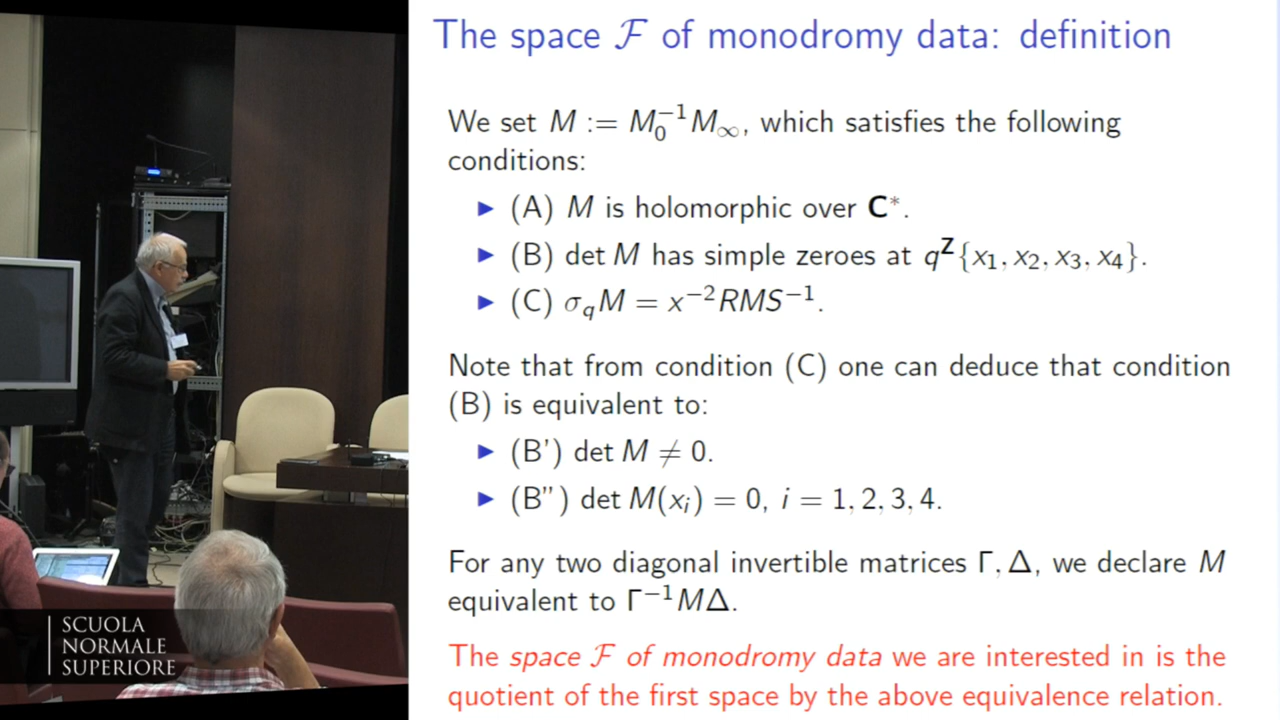 The space ℱ of monodromy data: definition
We set M := M₀⁻¹M∞, which satisfies the following
conditions:
▶ (A) M is holomorphic over C*.
▶ (B) det M has simple zeroes at q^Z{x₁, x₂, x₃, x₄}.
▶ (C) σ_qM = x⁻²RMS⁻¹.
Note that from condition (C) one can deduce that condition
(B) is equivalent to:
▶ (B') det M ≠ 0.
▶ (B") det M(xᵢ) = 0, i = 1, 2, 3, 4.
For any two diagonal invertible matrices Γ, Δ, we declare M
equivalent to Γ⁻¹MΔ.
The space ℱ of monodromy data we are interested in is the
quotient of the first space by the above equivalence relation.
SCUOLA
NORMALE
SUPERIORE